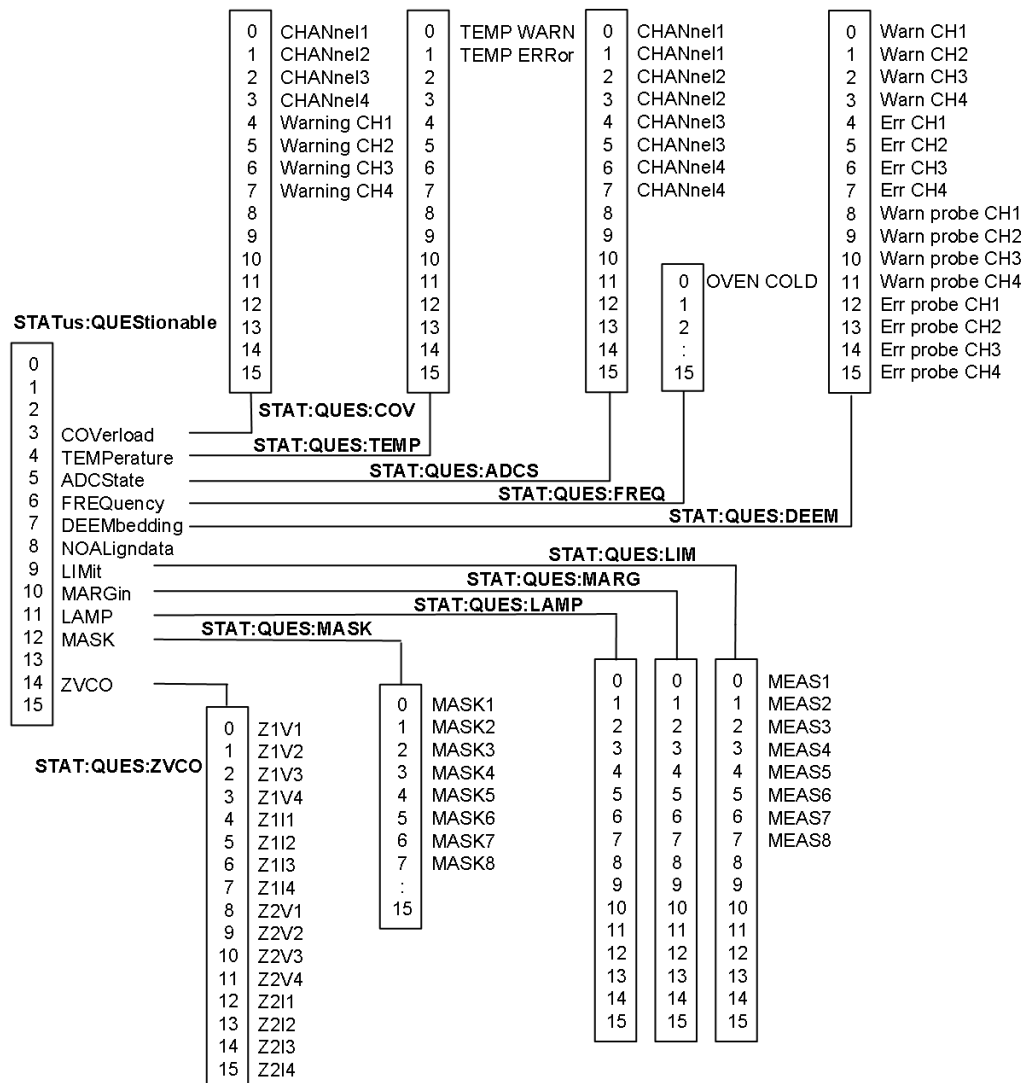 0 CHANnel1 0 TEMP WARN 0 CHANnel1 0 Warn CH1
1 CHANnel2 1 TEMP ERRor 1 CHANnel1 1 Warn CH2
2 CHANnel3 2 2 CHANnel2 2 Warn CH3
3 CHANnel4 3 3 CHANnel2 3 Warn CH4
4 Warning CH1 4 4 CHANnel3 4 Err CH1
5 Warning CH2 5 5 CHANnel3 5 Err CH2
6 Warning CH3 6 6 CHANnel4 6 Err CH3
7 Warning CH4 7 7 CHANnel4 7 Err CH4
8 8 8 8 Warn probe CH1
9 9 9 9 Warn probe CH2
10 10 10 10 Warn probe CH3
11 11 11 0 OVEN COLD 11 Warn probe CH4
12 12 12 1 12 Err probe CH1
STATus:QUEStionable 13 13 13 2 13 Err probe CH2
14 14 14 : 14 Err probe CH3
0 15 15 15 15 15 Err probe CH4
1
2 STAT:QUES:COV
3 COVerload
STAT:QUES:TEMP
4 TEMPerature
STAT:QUES:ADCS
5 ADCState
STAT:QUES:FREQ
6 FREQuency
STAT:QUES:DEEM
7 DEEMbedding
8 NOALigndata
STAT:QUES:LIM
9 LIMit
STAT:QUES:MARG
10 MARGin
STAT:QUES:LAMP
11 LAMP
STAT:QUES:MASK
12 MASK
13
14 ZVCO
15
0 0 0 MEAS1
0 MASK1 1 1 1 MEAS2
0 Z1V1 1 MASK2 2 2 2 MEAS3
1 Z1V2 2 MASK3 3 3 3 MEAS4
STAT:QUES:ZVCO 2 Z1V3 3 MASK4 4 4 4 MEAS5
3 Z1V4 4 MASK5 5 5 5 MEAS6
4 Z1I1 5 MASK6 6 6 6 MEAS7
5 Z1I2 6 MASK7 7 7 7 MEAS8
6 Z1I3 7 MASK8 8 8 8
7 Z1I4 : 9 9 9
8 Z2V1 15 10 10 10
9 Z2V2 11 11 11
10 Z2V3 12 12 12
11 Z2V4 13 13 13
12 Z2I1 14 14 14
13 Z2I2 15 15 15
14 Z2I3
15 Z2I4